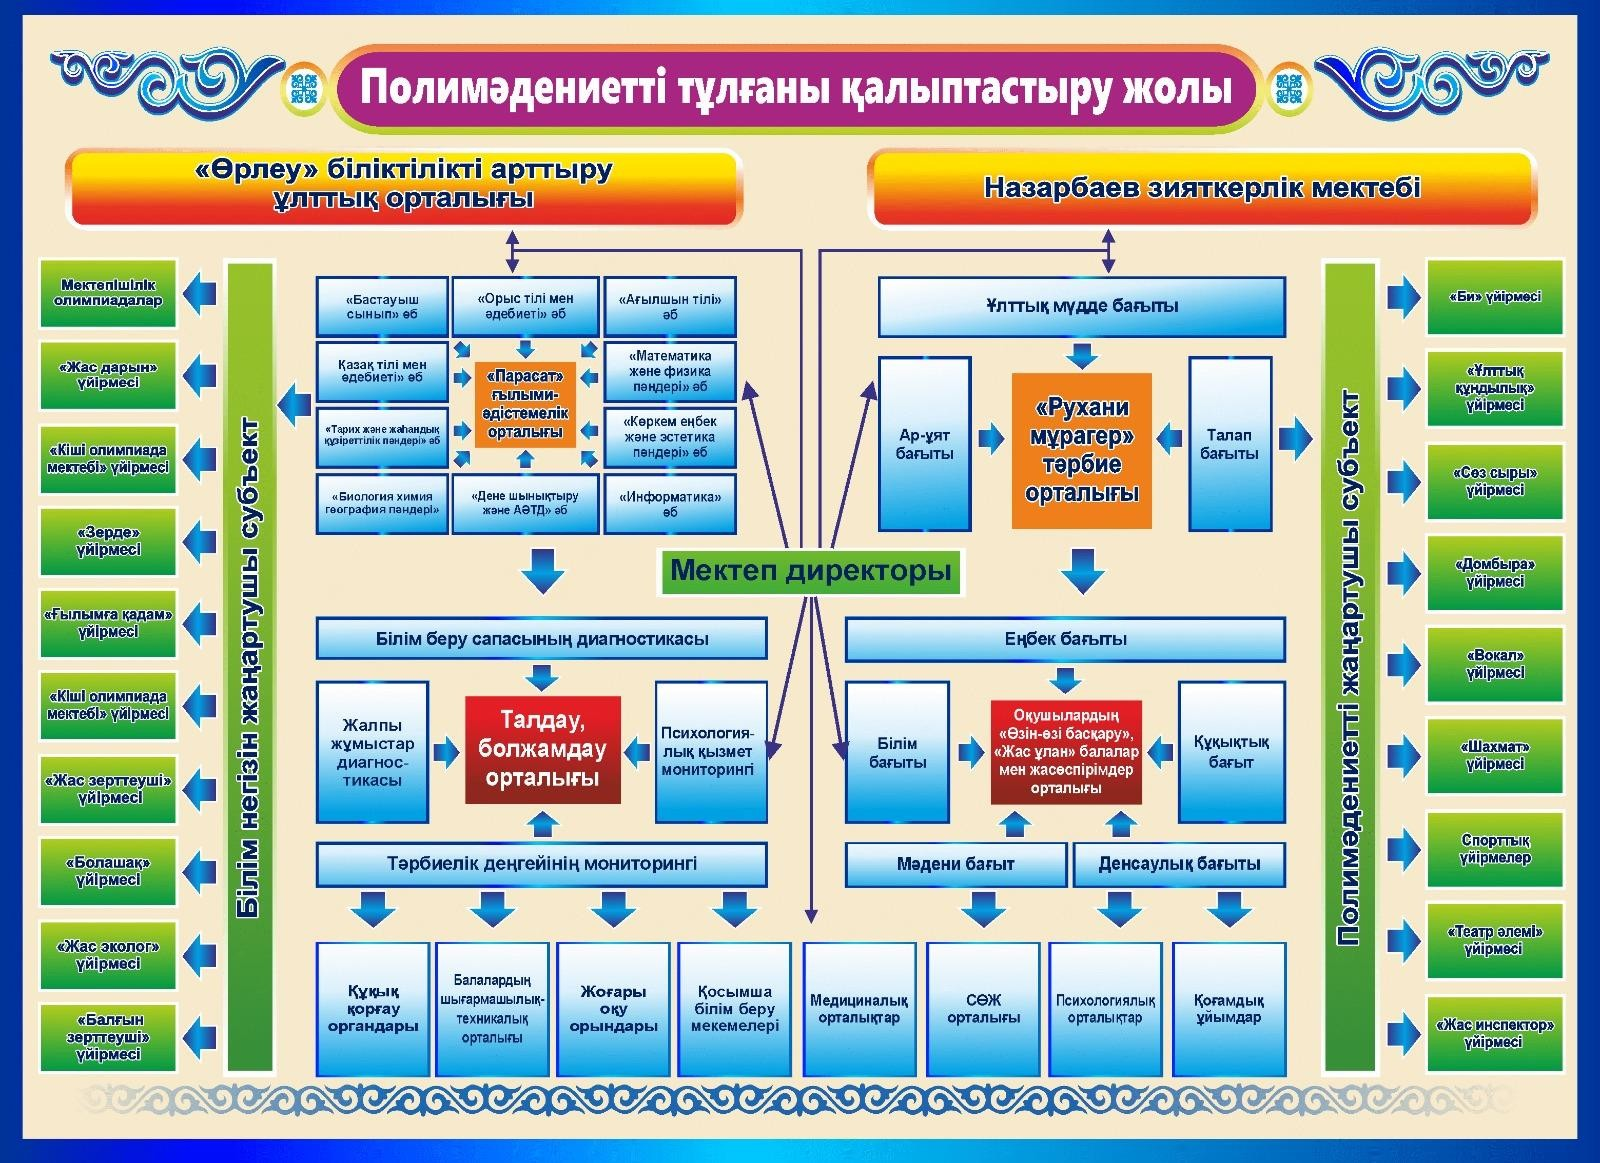 Полимәдениетті тұлғаны қалыптастыру жолы
«Өрлеу» біліктілікті арттыру
ұлттық орталығы
Назарбаев зияткерлік мектебі
Мектепішілік
олимпиадалар
«Жас дарын»
үйірмесі
«Кіші олимпиада
мектебі» үйірмесі
«Зерде»
үйірмесі
«Ғылымға қадам»
үйірмесі
«Кіші олимпиада
мектебі» үйірмесі
«Жас зерттеуші»
үйірмесі
«Болашақ»
үйірмесі
«Жас эколог»
үйірмесі
«Балғын
зерттеуші»
үйірмесі
Білім негізін жаңартушы субъект
«Бастауыш
сынып» өб
«Орыс тілі мен
әдебиеті» әб
«Ағылшын тілі»
әб
Қазақ тілі мен
әдебиеті» әб
«Математика
және физика
пәндері» әб
«Парасат»
ғылыми-
әдістемелік
орталығы
«Тарих және жаһандық
құзіреттілік пәндері» әб
«Көркем еңбек
және эстетика
пәндері» әб
«Биология химия
география пәндері»
«Дене шынықтыру
және АӘТД» әб
«Информатика»
әб
Ұлттық мүдде бағыты
Ар-ұят
бағыты
«Рухани
мұрагер»
тәрбие
орталығы
Талап
бағыты
Мектеп директоры
Білім беру сапасының диагностикасы
Жалпы
жұмыстар
диагнос-
тикасы
Талдау,
болжамдау
орталығы
Психология-
лық қызмет
мониторингі
Тәрбиелік деңгейінің мониторингі
Еңбек бағыты
Білім
бағыты
Оқушылардың
«Өзін-өзі басқару»,
«Жас ұлан» балалар
мен жасөспірімдер
орталығы
Құқықтық
бағыт
Мәдени бағыт
Денсаулық бағыты
Құқық
қорғау
органдары
Балалардың
шығармашылық-
техникалық
орталығы
Жоғары
оқу
орындары
Қосымша
білім беру
мекемелері
Медициналық
орталықтар
СӨЖ
орталығы
Психологиялық
орталықтар
Қоғамдық
ұйымдар
Полимәдениетті жаңартушы субъект
«Би» үйірмесі
«Ұлттық
құндылық»
үйірмесі
«Сөз сыры»
үйірмесі
«Домбыра»
үйірмесі
«Вокал»
үйірмесі
«Шахмат»
үйірмесі
Спорттық
үйірмелер
«Театр әлемі»
үйірмесі
«Жас инспектор»
үйірмесі